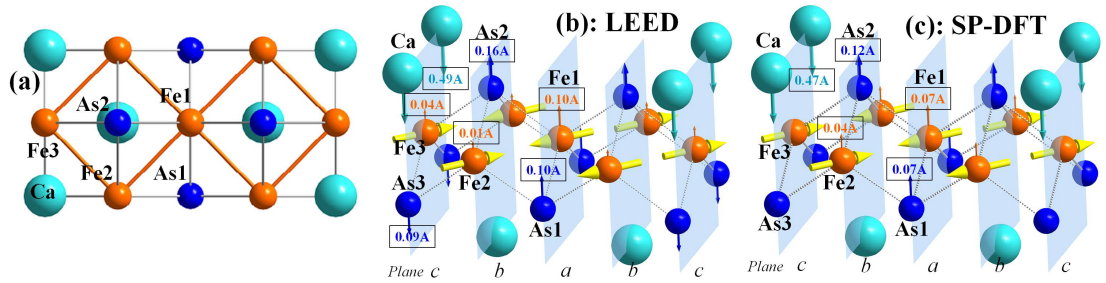 (a)
As2
Fe1
Fe3
Fe2
As1
Ca
(b): LEED
Ca
As2
0.16A
0.49A
Fe1
0.04A
0.10A
0.01A
Fe3
Fe2
As3
0.10A
As1
0.09A
Plane c b a b c
(c): SP-DFT
Ca
As2
0.12A
0.47A
Fe1
0.07A
0.04A
Fe3
Fe2
0.07A
As3
As1
Plane c b a b c